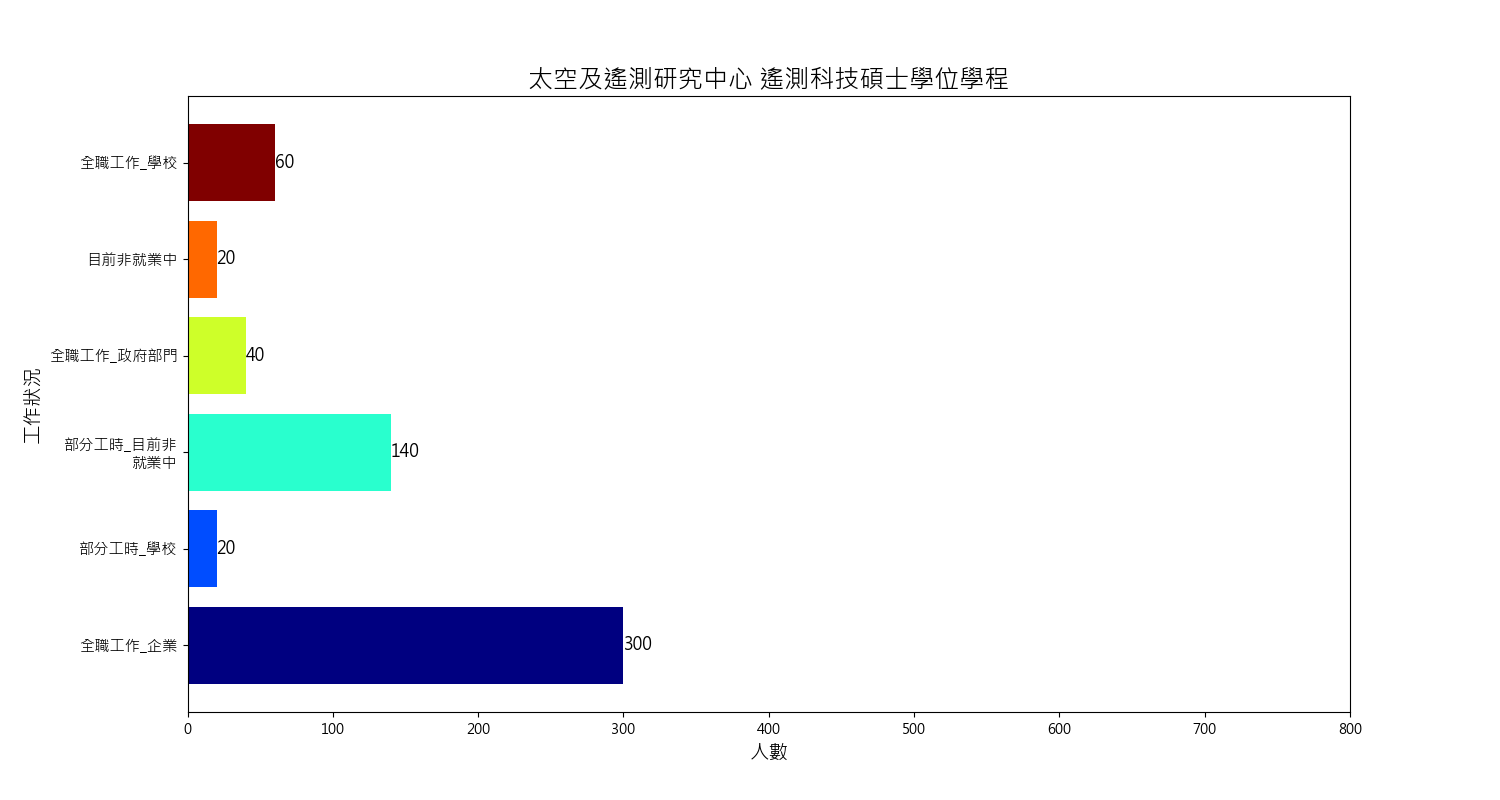 太空及遙測研究中心 遙測科技碩士學位學程
工作狀況
全職工作_學校
60
目前非就業中
20
全職工作_政府部門
40
部分工時_目前非
就業中
140
部分工時_學校
20
全職工作_企業
300
0 100 200 300 400 500 600 700 800
人數